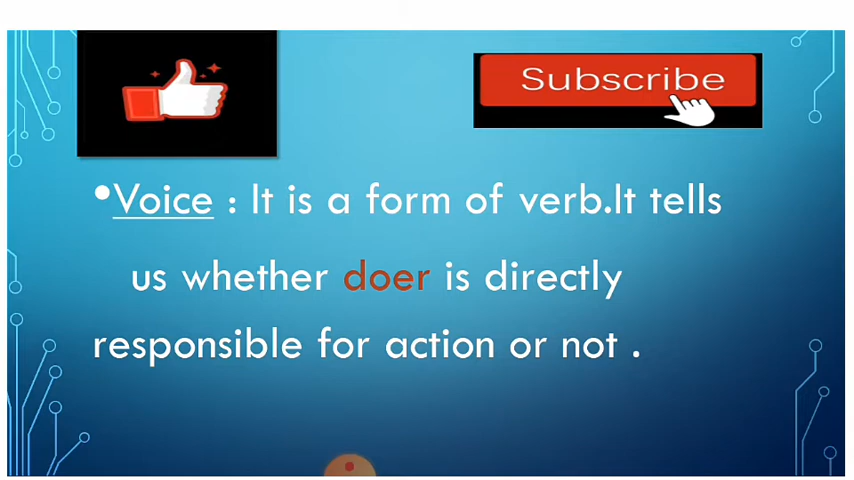 Subscribe
•Voice : It is a form of verb.It tells
us whether doer is directly
responsible for action or not .